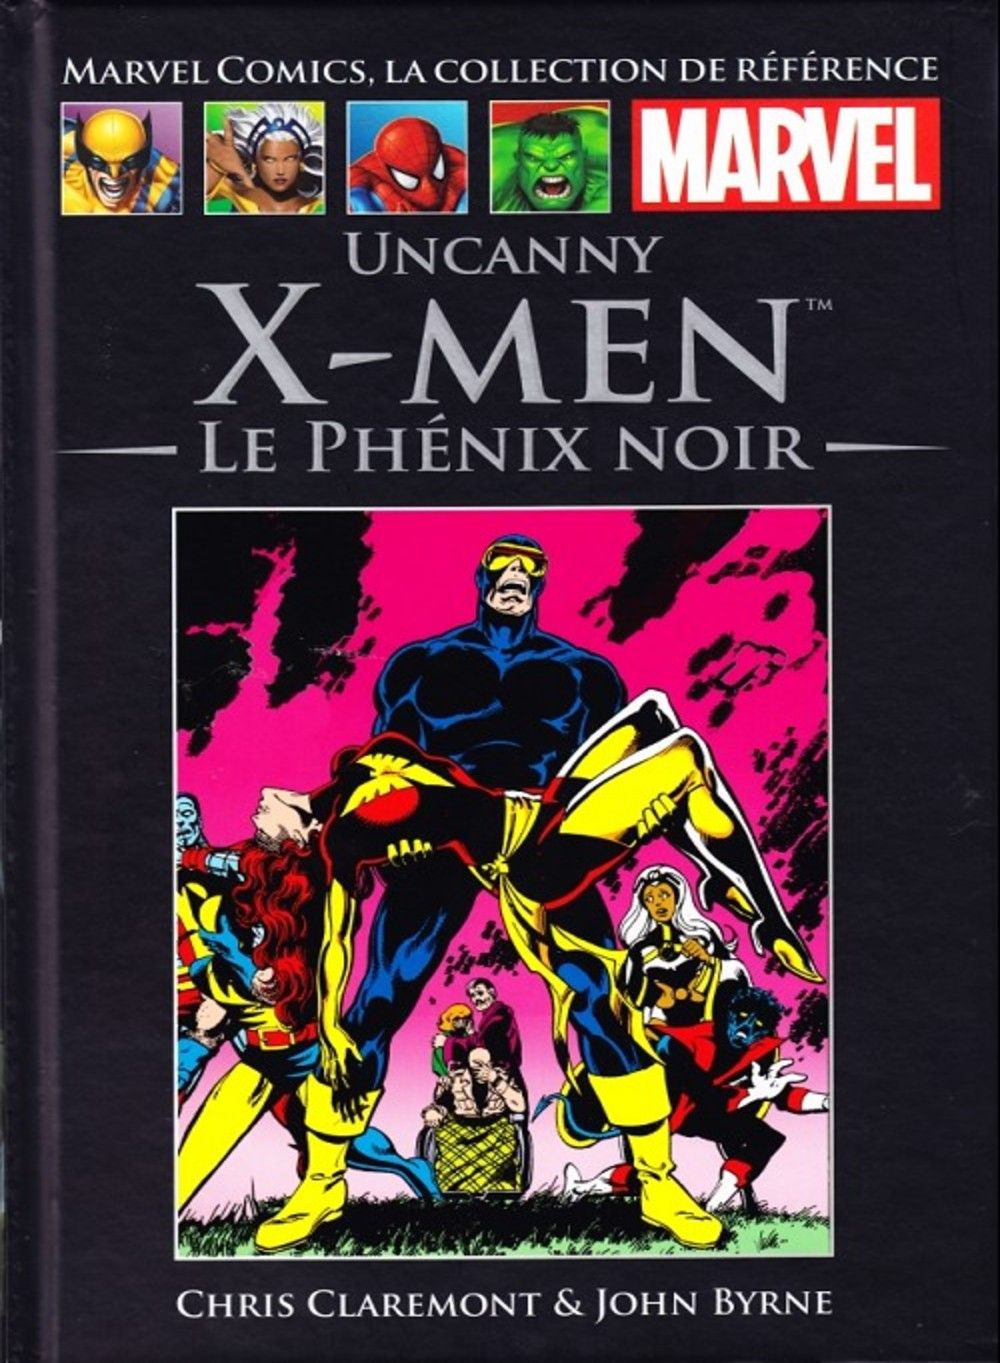 MARVEL COMICS, LA COLLECTION DE RÉFÉRENCE
MARVEL
UNCANNY
X-MEN™
LE PHÉNIX NOIR
CHRIS CLAREMONT & JOHN BYRNE